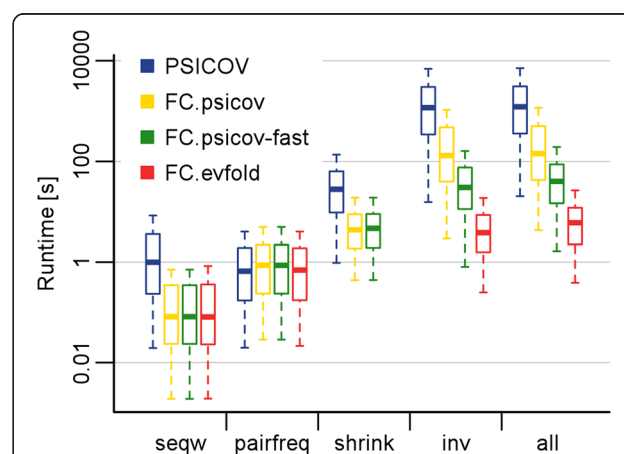 10000
100
1
0.01
Runtime [s]
PSICOV
FC.psicov
FC.psicov-fast
FC.evfold
seqw pairfreq shrink inv all